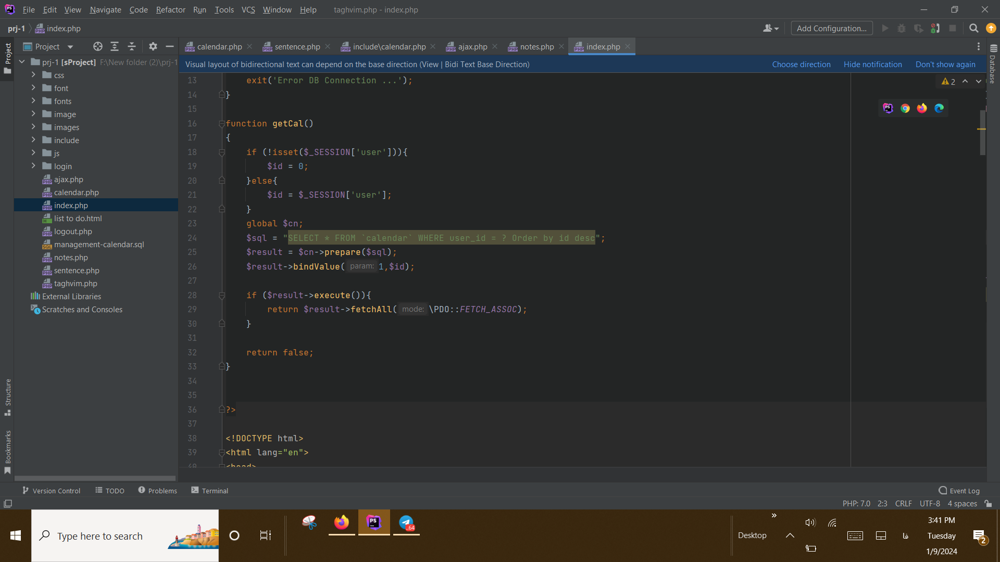 File Edit View Navigate Code Refactor Run Tools VCS Window Help taghvim.php - index.php
prj-1 index.php Add Configuration...
Project
Project
calendar.php sentence.php include\calendar.php ajax.php notes.php index.php
Database
prj-1 [sProject] F:\New folder (2)\prj-1
css
font
fonts
image
images
include
js
login
ajax.php
calendar.php
index.php
list to do.html
logout.php
management-calendar.sql
notes.php
sentence.php
taghvim.php
External Libraries
Scratches and Consoles
Structure
Bookmarks
Visual layout of bidirectional text can depend on the base direction (View | Bidi Text Base Direction) Choose direction Hide notification Don't show again
2
13 exit('Error DB Connection ...');
14 }
15
16 function getCal()
17 {
18 if (!isset($_SESSION['user'])){
19 $id = 0;
20 }else{
21 $id = $_SESSION['user'];
22 }
23 global $cn;
24 $sql = "SELECT * FROM `calendar` WHERE user_id = ? Order by id desc";
25 $result = $cn->prepare($sql);
26 $result->bindValue( param: 1,$id);
27
28 if ($result->execute()){
29 return $result->fetchAll( mode: \PDO::FETCH_ASSOC);
30 }
31
32 return false;
33 }
34
35
36 ?>
37
38 <!DOCTYPE html>
39 <html lang="en">
40 <head>
Version Control TODO Problems Terminal Event Log
PHP: 7.0 2:3 CRLF UTF-8 4 spaces
Type here to search
..64
Desktop
فا
3:41 PM
Tuesday
1/9/2024
2